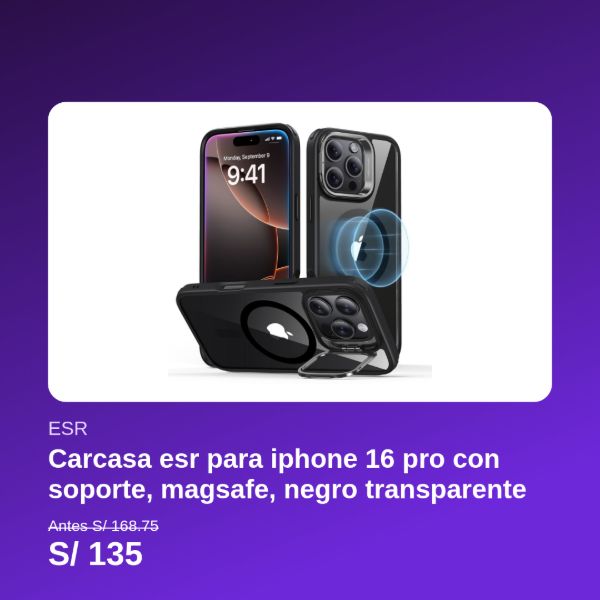 Monday, September 9
9:41
ESR
Carcasa esr para iphone 16 pro con
soporte, magsafe, negro transparente
Antes S/ 168.75
S/ 135